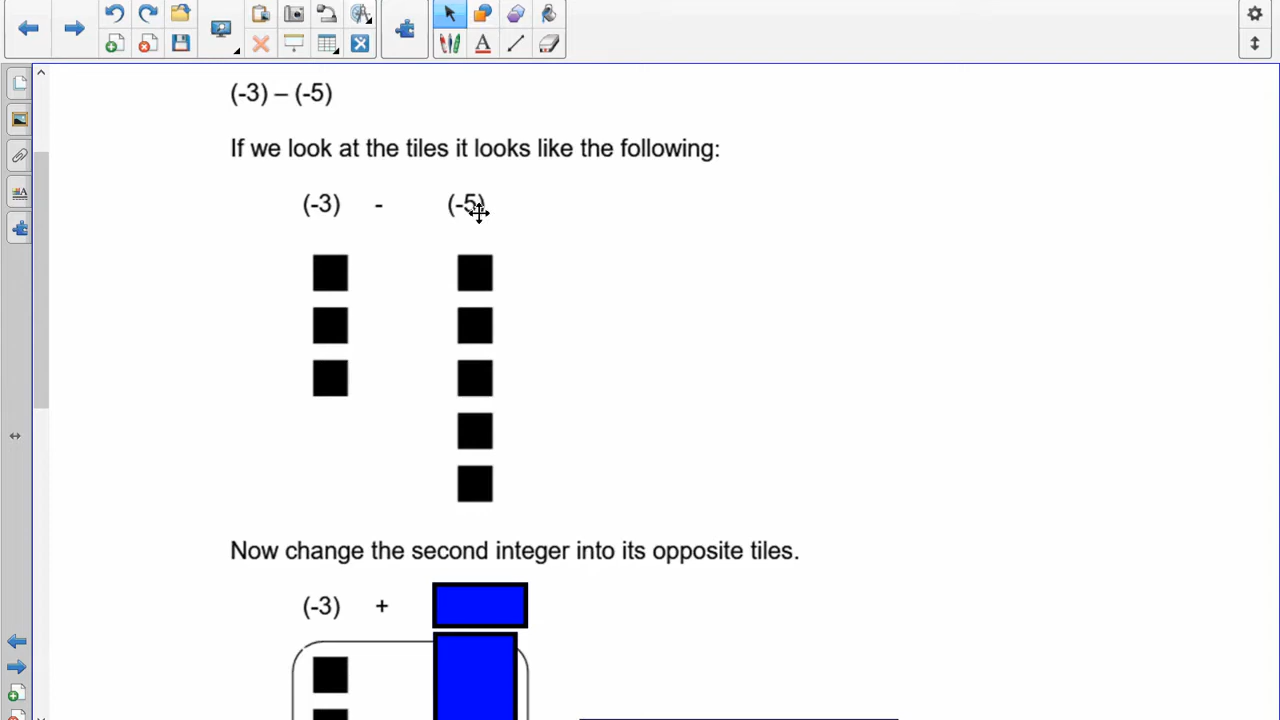 (-3) – (-5)
If we look at the tiles it looks like the following:
(-3) - (-5)
Now change the second integer into its opposite tiles.
(-3) +